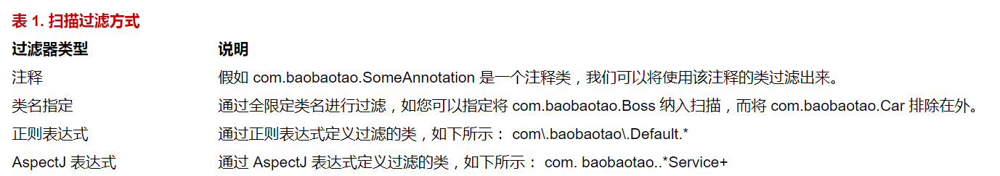 表 1. 扫描过滤方式
过滤器类型 说明
注释 假如 com.baobaotao.SomeAnnotation 是一个注释类，我们可以将使用该注释的类过滤出来。
类名指定 通过全限定类名进行过滤，如您可以指定将 com.baobaotao.Boss 纳入扫描，而将 com.baobaotao.Car 排除在外。
正则表达式 通过正则表达式定义过滤的类，如下所示： com\.baobaotao\.Default.*
AspectJ 表达式 通过 AspectJ 表达式定义过滤的类，如下所示： com. baobaotao..*Service+